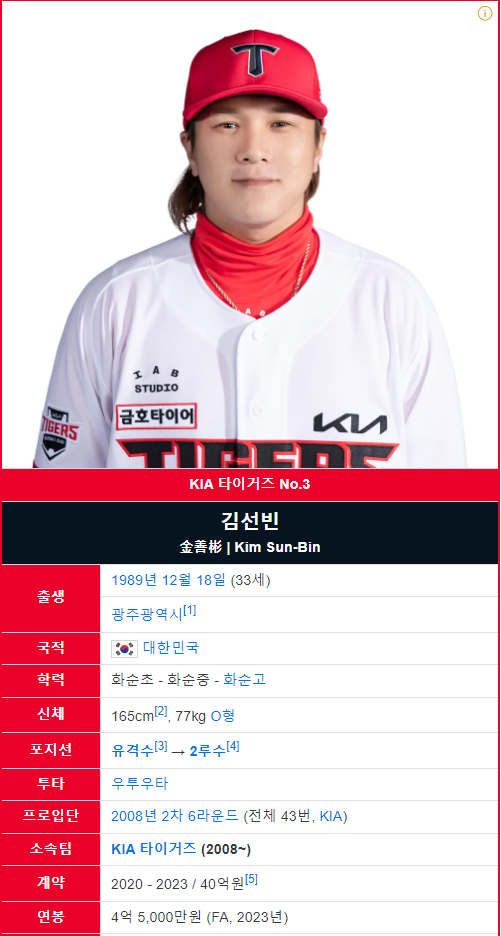 T
HAB
STUDIO
금호타이어
TIGERS
KIA
TIGERS
KIA 타이거즈 No.3
김선빈
金善彬 | Kim Sun-Bin
출생
1989년 12월 18일 (33세)
광주광역시[1]
국적
대한민국
학력
화순초 - 화순중 - 화순고
신체
165cm[2], 77kg O형
포지션
유격수[3] → 2루수[4]
투타
우투우타
프로입단
2008년 2차 6라운드 (전체 43번, KIA)
소속팀
KIA 타이거즈 (2008~)
계약
2020 - 2023 / 40억원[5]
연봉
4억 5,000만원 (FA, 2023년)